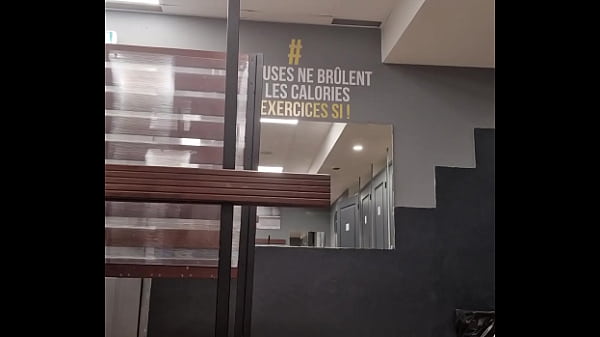 #
USES NE BRÛLENT
LES CALORIES
EXERCICES SI !